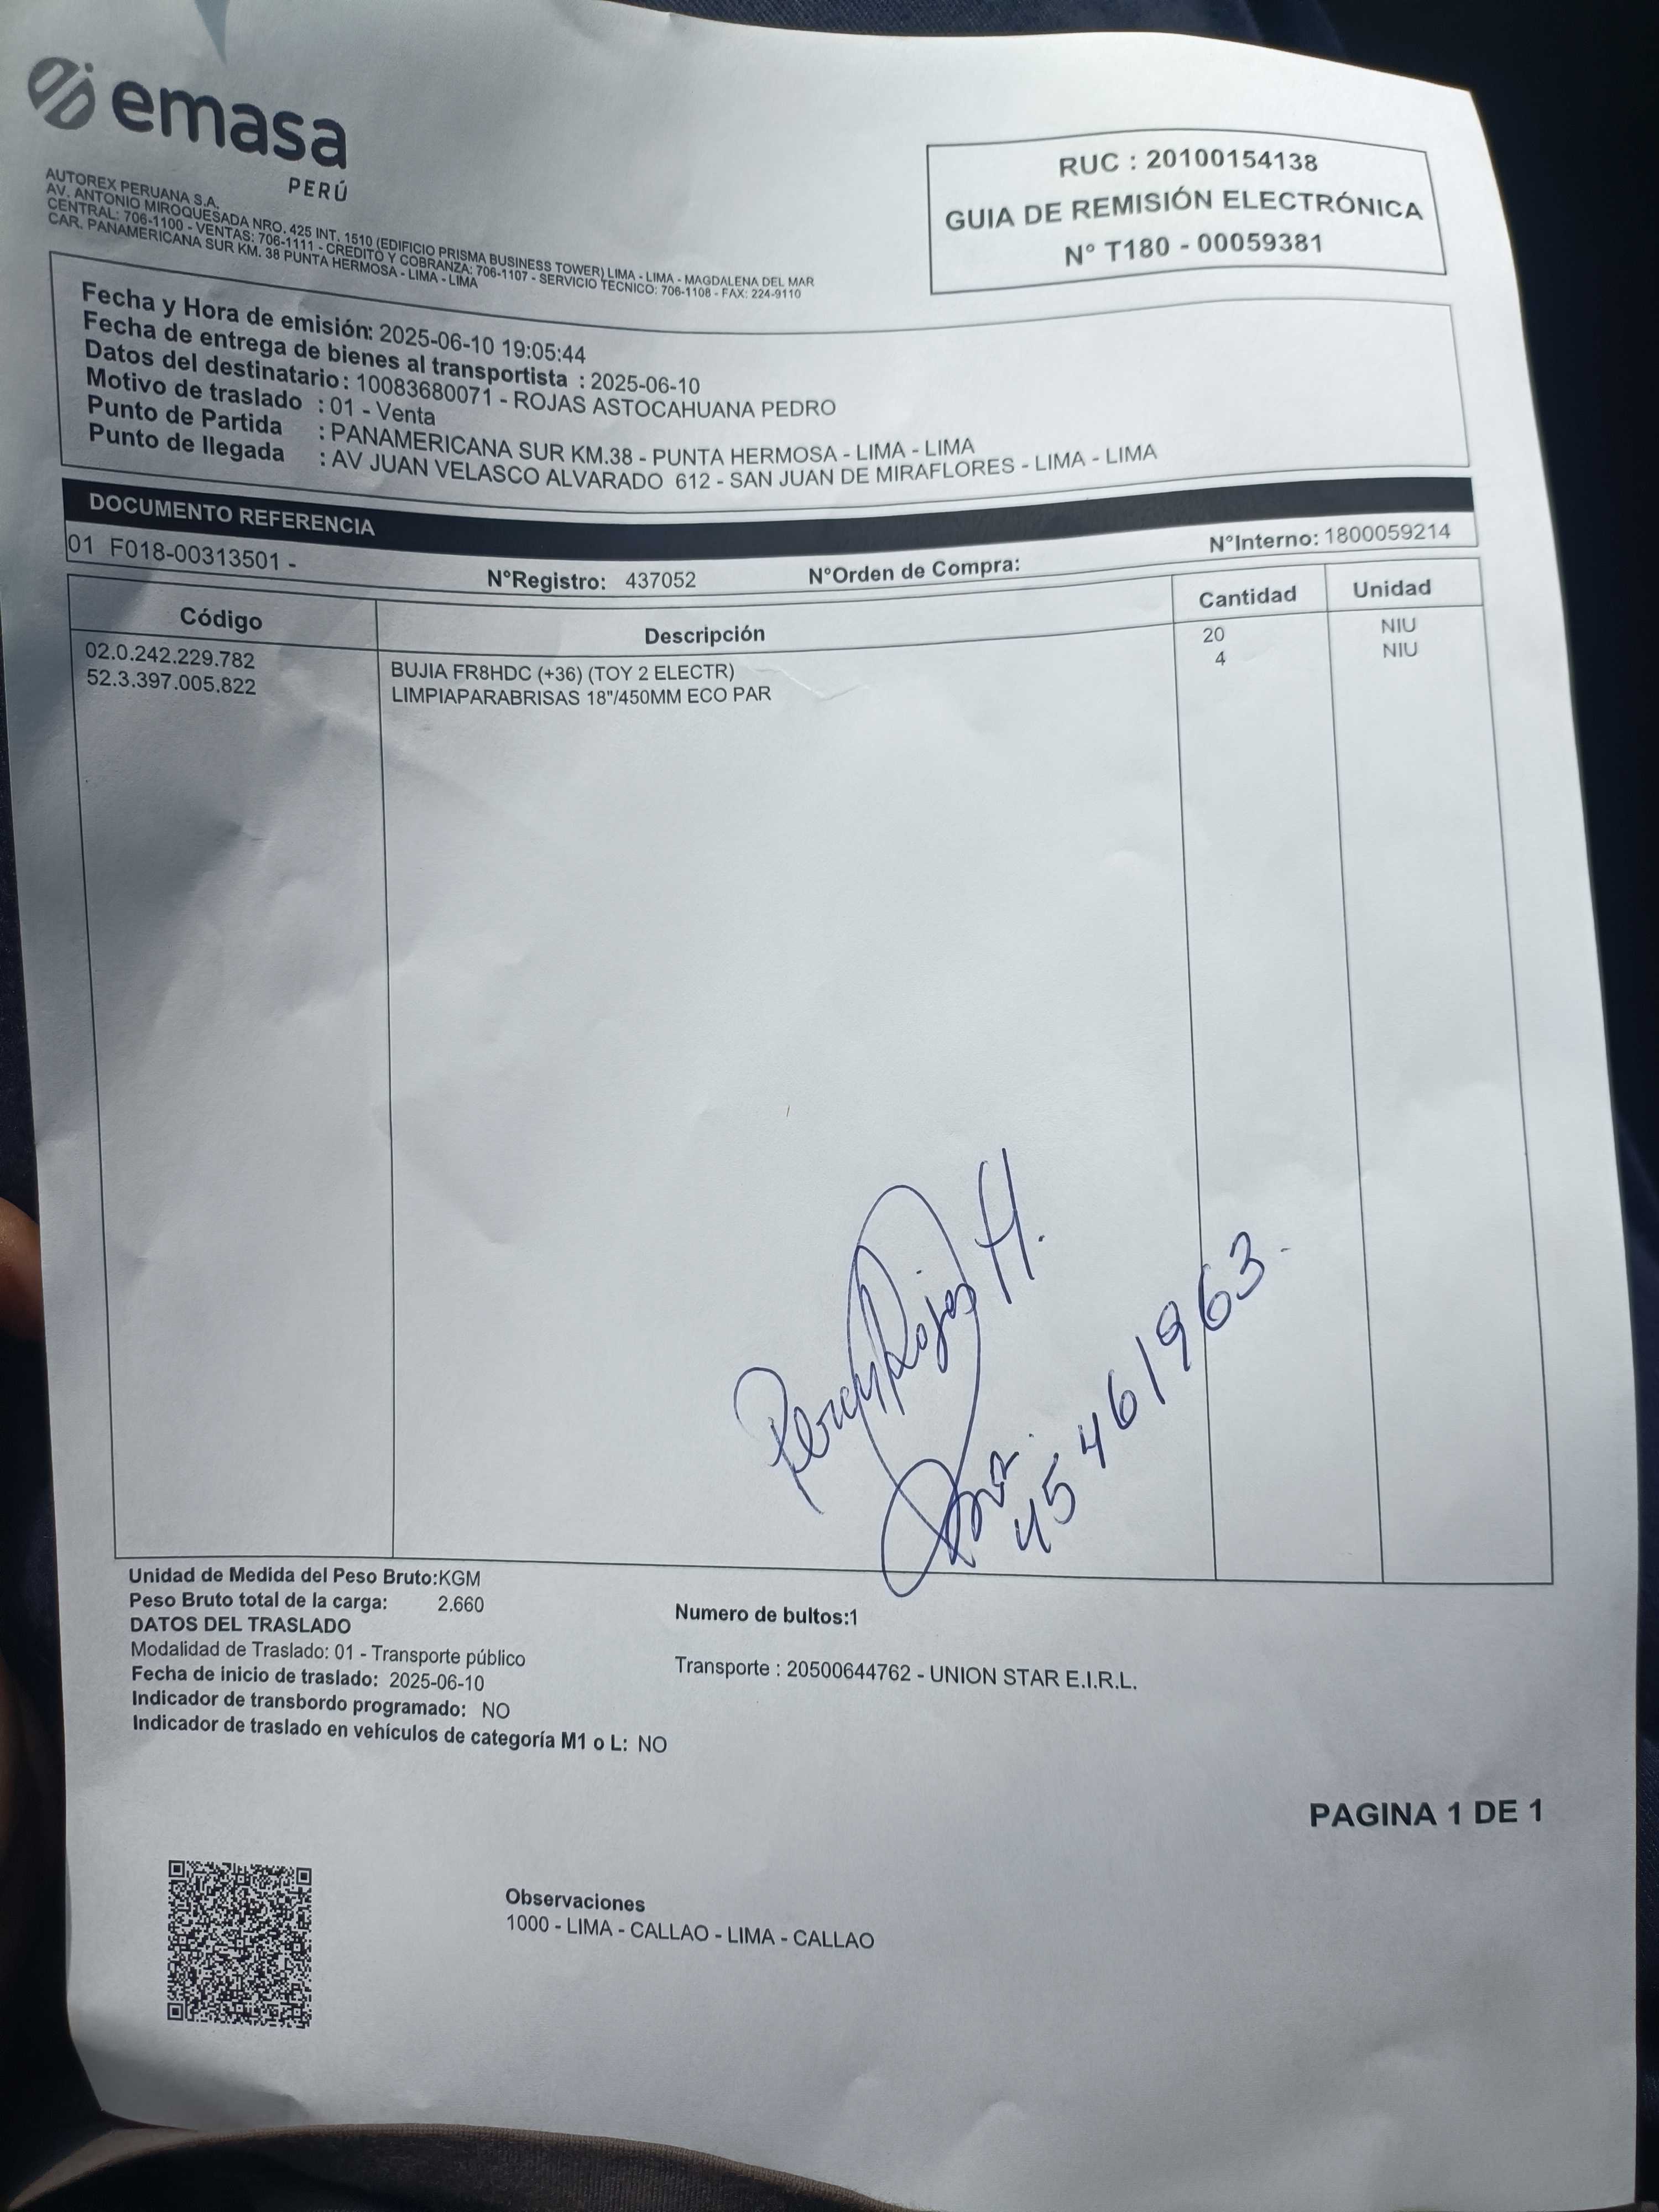 emasa
PERÚ
AUTOREX PERUANA S.A.
AV. ANTONIO MIROQUESADA NRO. 425 INT. 1510 (EDIFICIO PRISMA BUSINESS TOWER) LIMA - LIMA - MAGDALENA DEL MAR
CENTRAL: 706-1100 - VENTAS: 706-1111 - CREDITO Y COBRANZA: 706-1107 - SERVICIO TECNICO: 706-1108 - FAX: 224-9110
CAR. PANAMERICANA SUR KM. 38 PUNTA HERMOSA - LIMA - LIMA
RUC : 20100154138
GUIA DE REMISIÓN ELECTRÓNICA
N° T180 - 00059381
Fecha y Hora de emisión: 2025-06-10 19:05:44
Fecha de entrega de bienes al transportista : 2025-06-10
Datos del destinatario : 10083680071 - ROJAS ASTOCAHUANA PEDRO
Motivo de traslado : 01 - Venta
Punto de Partida : PANAMERICANA SUR KM.38 - PUNTA HERMOSA - LIMA - LIMA
Punto de llegada : AV JUAN VELASCO ALVARADO 612 - SAN JUAN DE MIRAFLORES - LIMA - LIMA
DOCUMENTO REFERENCIA
01 F018-00313501 - N°Registro: 437052 N°Orden de Compra: N°Interno: 1800059214
Código Descripción Cantidad Unidad
02.0.242.229.782 BUJIA FR8HDC (+36) (TOY 2 ELECTR) 20 NIU
52.3.397.005.822 LIMPIAPARABRISAS 18"/450MM ECO PAR 4 NIU
Percy Rojas H.
45461963
Unidad de Medida del Peso Bruto:KGM
Peso Bruto total de la carga: 2.660 Numero de bultos:1
DATOS DEL TRASLADO
Modalidad de Traslado: 01 - Transporte público Transporte : 20500644762 - UNION STAR E.I.R.L.
Fecha de inicio de traslado: 2025-06-10
Indicador de transbordo programado: NO
Indicador de traslado en vehículos de categoría M1 o L: NO
PAGINA 1 DE 1
Observaciones
1000 - LIMA - CALLAO - LIMA - CALLAO